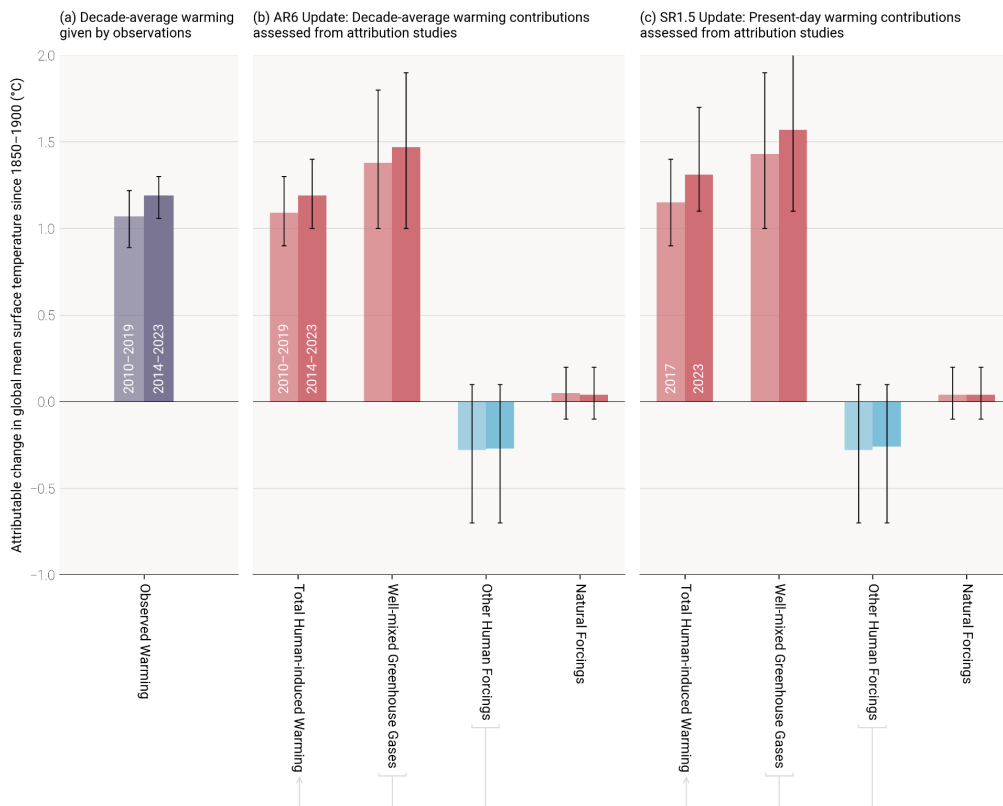 (a) Decade-average warming
given by observations
(b) AR6 Update: Decade-average warming contributions
assessed from attribution studies
(c) SR1.5 Update: Present-day warming contributions
assessed from attribution studies
Attributable change in global mean surface temperature since 1850−1900 (°C)
2.0
1.5
1.0
0.5
0.0
−0.5
−1.0
2010−2019
2014−2023
2010−2019
2014−2023
2017
2023
Observed Warming
Total Human-induced Warming
Well-mixed Greenhouse Gases
Other Human Forcings
Natural Forcings
Total Human-induced Warming
Well-mixed Greenhouse Gases
Other Human Forcings
Natural Forcings